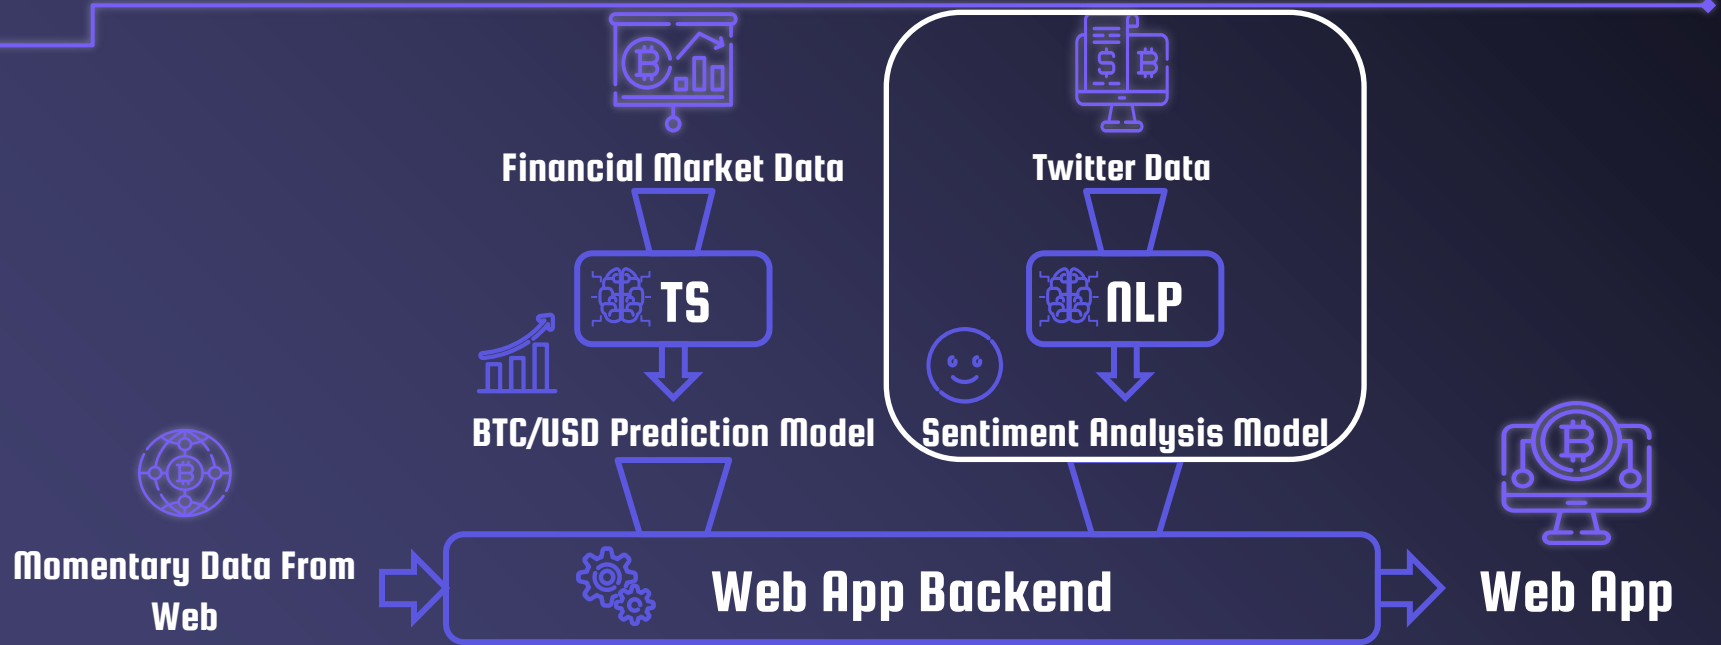 Financial Market Data
Twitter Data
$
TS
NLP
BTC/USD Prediction Model
Sentiment Analysis Model
Momentary Data From
Web
Web App Backend
Web App